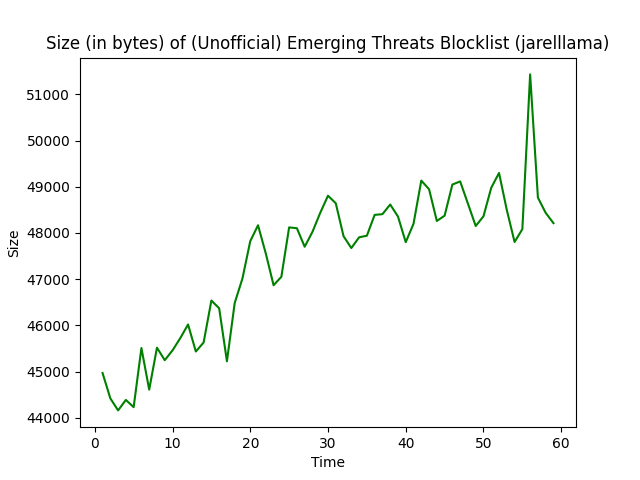 Size (in bytes) of (Unofficial) Emerging Threats Blocklist (jarelllama)
51000
50000
49000
48000
47000
46000
45000
44000
Size
0 10 20 30 40 50 60
Time